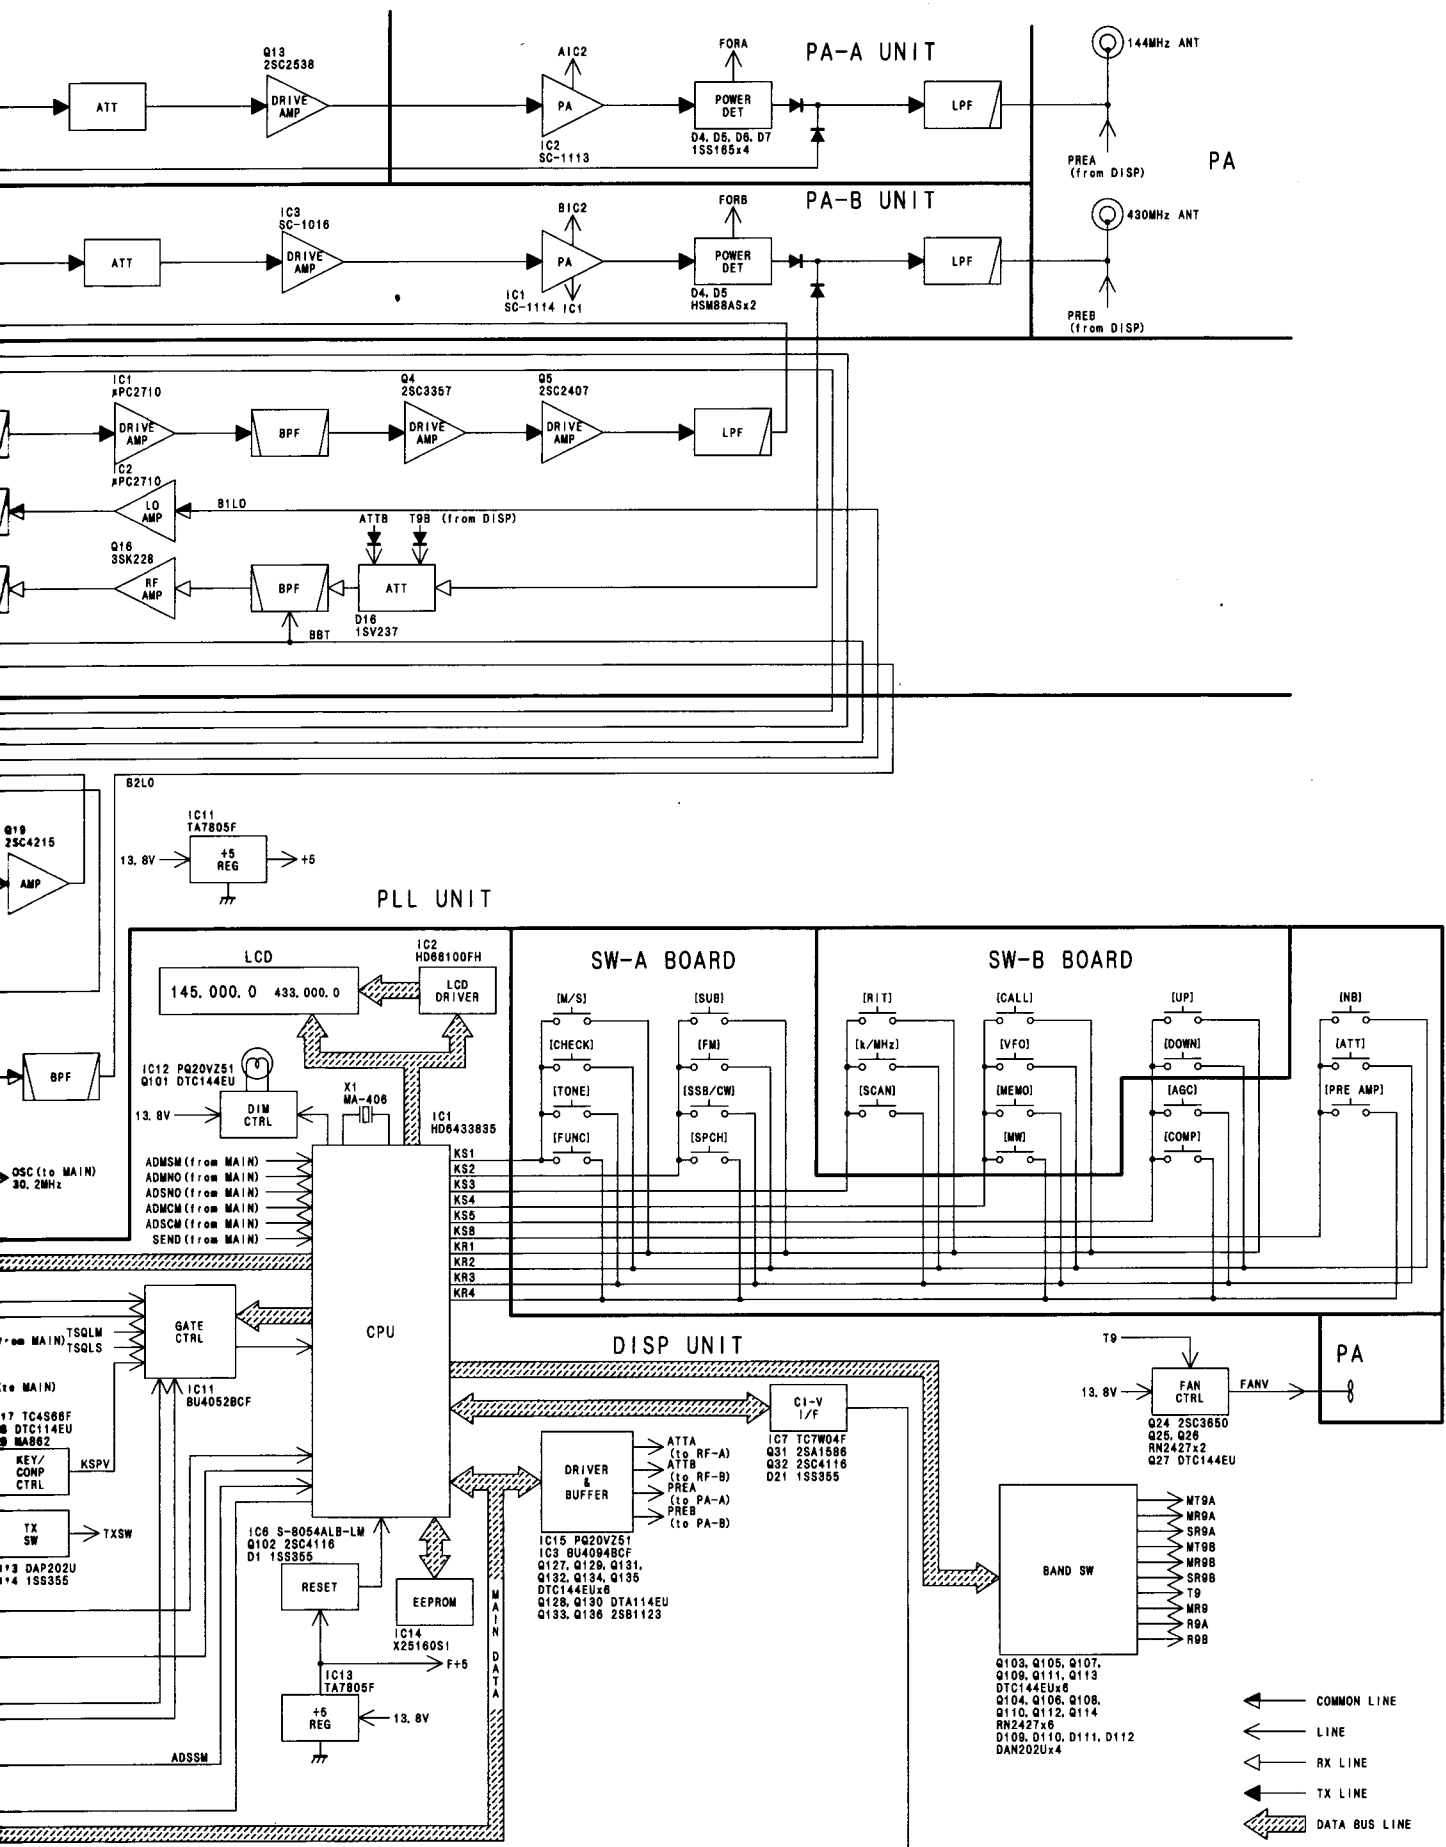 PA-A UNIT
Q13
2SC2538
ATT
DRIVE
AMP
AIC2
PA
IC2
SC-1113
FORA
POWER
DET
D4, D5, D6, D7
1SS165x4
LPF
144MHz ANT
PREA
(from DISP)
PA
PA-B UNIT
IC3
SC-1016
ATT
DRIVE
AMP
BIC2
PA
IC1
SC-1114
IC1
FORB
POWER
DET
D4, D5
HSM88ASx2
LPF
430MHz ANT
PREB
(from DISP)
IC1
μPC2710
DRIVE
AMP
BPF
Q4
2SC3357
DRIVE
AMP
Q5
2SC2407
DRIVE
AMP
LPF
IC2
μPC2710
LO
AMP
B1LO
ATTB
T9B (from DISP)
Q16
3SK228
RF
AMP
BPF
ATT
D16
1SV237
BBT
B2LO
Q19
2SC4215
AMP
IC11
TA7805F
13.8V
+5
REG
+5
PLL UNIT
BPF
OSC (to MAIN)
30.2MHz
LCD
145.000.0 433.000.0
IC2
HD66100FH
LCD
DRIVER
IC12 PQ20VZ51
Q101 DTC144EU
13.8V
DIM
CTRL
X1
MA-406
IC1
HD6433835
ADMSM (from MAIN)
ADMNO (from MAIN)
ADSNO (from MAIN)
ADMCM (from MAIN)
ADSCM (from MAIN)
SEND (from MAIN)
CPU
KS1
KS2
KS3
KS4
KS5
KS8
KR1
KR2
KR3
KR4
SW-A BOARD
[M/S]
[SUB]
[CHECK]
[FM]
[TONE]
[SSB/CW]
[FUNC]
[SPCH]
SW-B BOARD
[RIT]
[CALL]
[UP]
[k/MHz]
[VFO]
[DOWN]
[SCAN]
[MEMO]
[AGC]
[MW]
[COMP]
[NB]
[ATT]
[PRE AMP]
DISP UNIT
GATE
CTRL
IC11
BU4052BCF
from MAIN)
TSQLM
TSQLS
(to MAIN)
17 TC4S66F
DTC114EU
MA862
KEY/
COMP
CTRL
KSPV
TX
SW
TXSW
DAP202U
1SS355
ADSSM
IC6 S-8054ALB-LM
Q102 2SC4116
D1 1SS355
RESET
EEPROM
IC14
X25160SI
F+5
IC13
TA7805F
+5
REG
13.8V
MAIN DATA
CI-V
I/F
IC7 TC7W04F
Q31 2SA1586
Q32 2SC4116
D21 1SS355
DRIVER
&
BUFFER
ATTA
(to RF-A)
ATTB
(to RF-B)
PREA
(to PA-A)
PREB
(to PA-B)
IC15 PQ20VZ51
IC3 BU4094BCF
Q127, Q129, Q131,
Q132, Q134, Q135
DTC144EUx6
Q128, Q130 DTA114EU
Q133, Q136 2SB1123
T9
13.8V
FAN
CTRL
FANV
PA
Q24 2SC3650
Q25, Q26
RN2427x2
Q27 DTC144EU
BAND SW
MT9A
MR9A
SR9A
MT9B
MR9B
SR9B
T9
MR9
R9A
R9B
Q103, Q105, Q107,
Q109, Q111, Q113
DTC144EUx6
Q104, Q106, Q108,
Q110, Q112, Q114
RN2427x6
D109, D110, D111, D112
DAN202Ux4
COMMON LINE
LINE
RX LINE
TX LINE
DATA BUS LINE